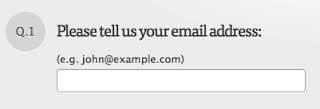 Q.1 Please tell us your email address:
(e.g. john@example.com)